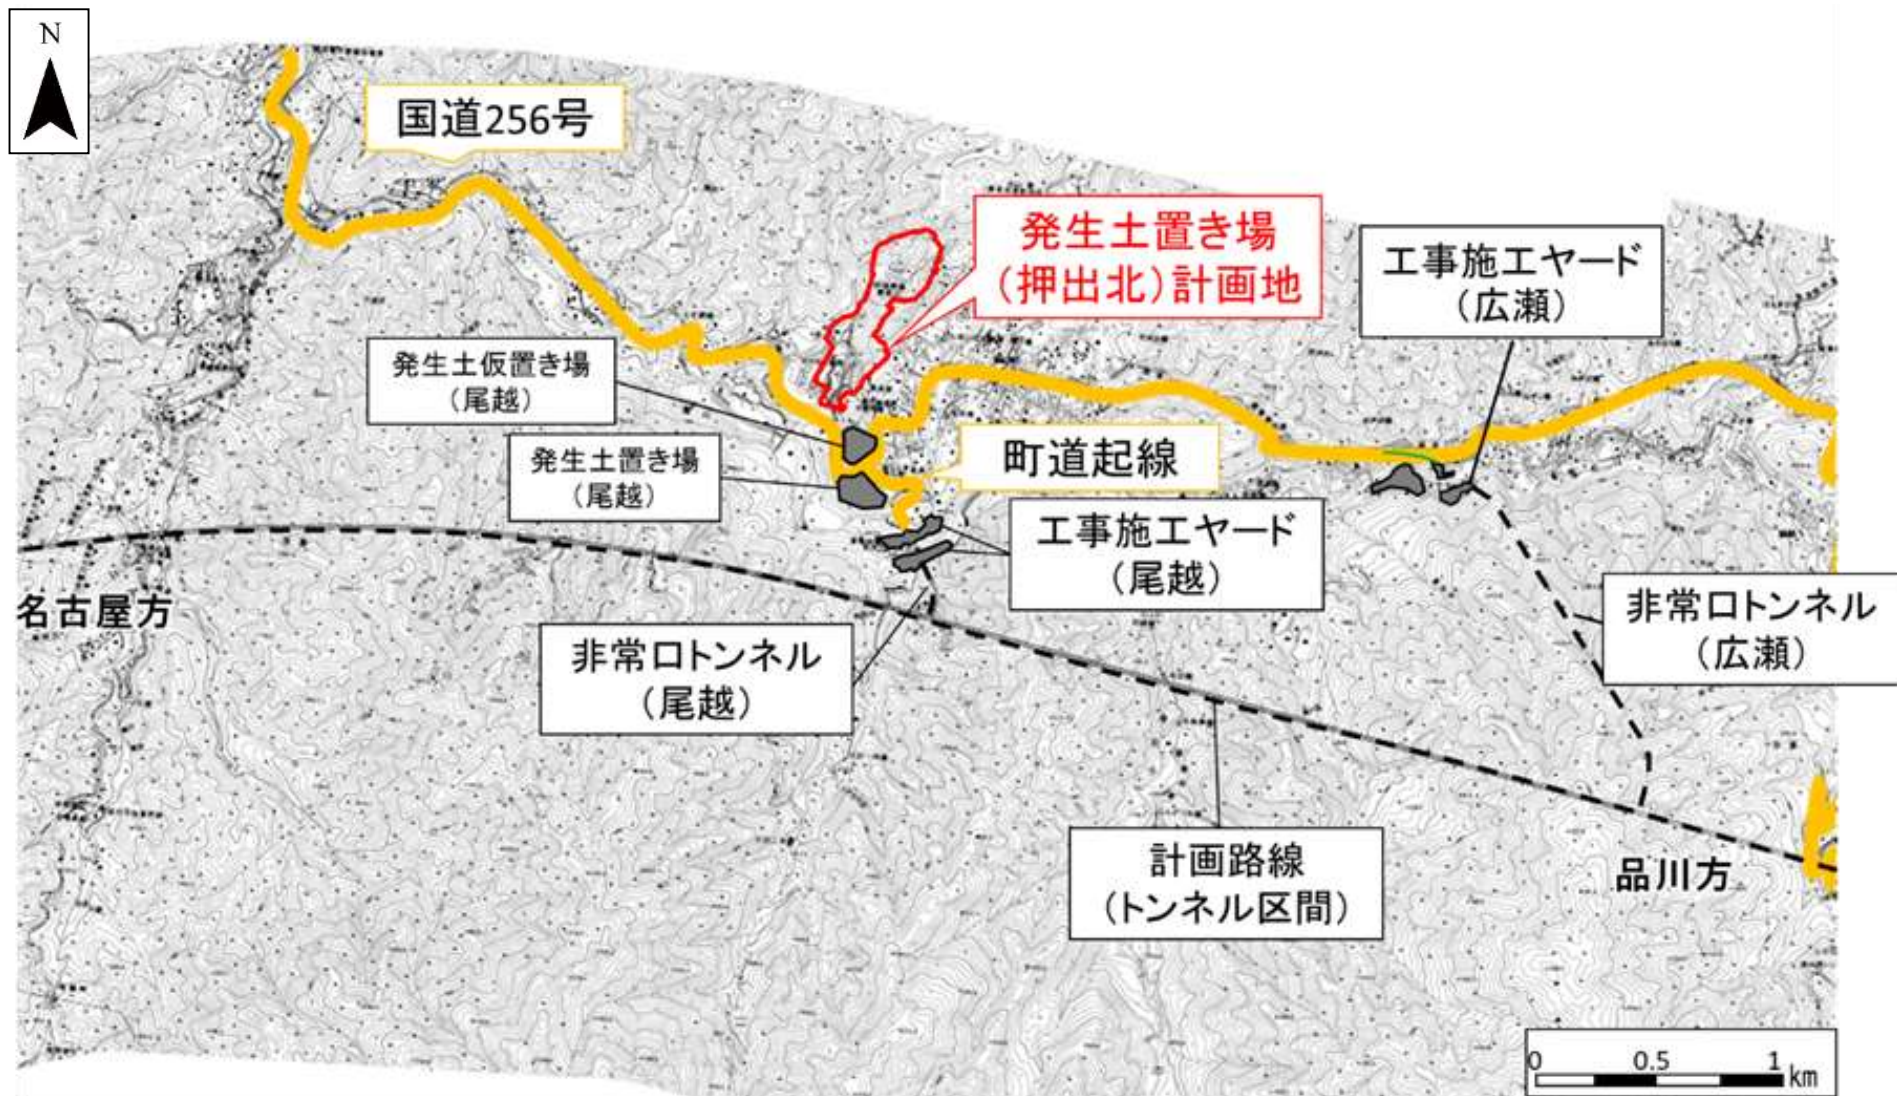 N
国道256号
発生土置き場
（押出北）計画地
工事施工ヤード
（広瀬）
発生土仮置き場
（尾越）
発生土置き場
（尾越）
町道起線
工事施工ヤード
（尾越）
名古屋方
非常口トンネル
（尾越）
非常口トンネル
（広瀬）
計画路線
（トンネル区間）
品川方
0 0.5 1 km